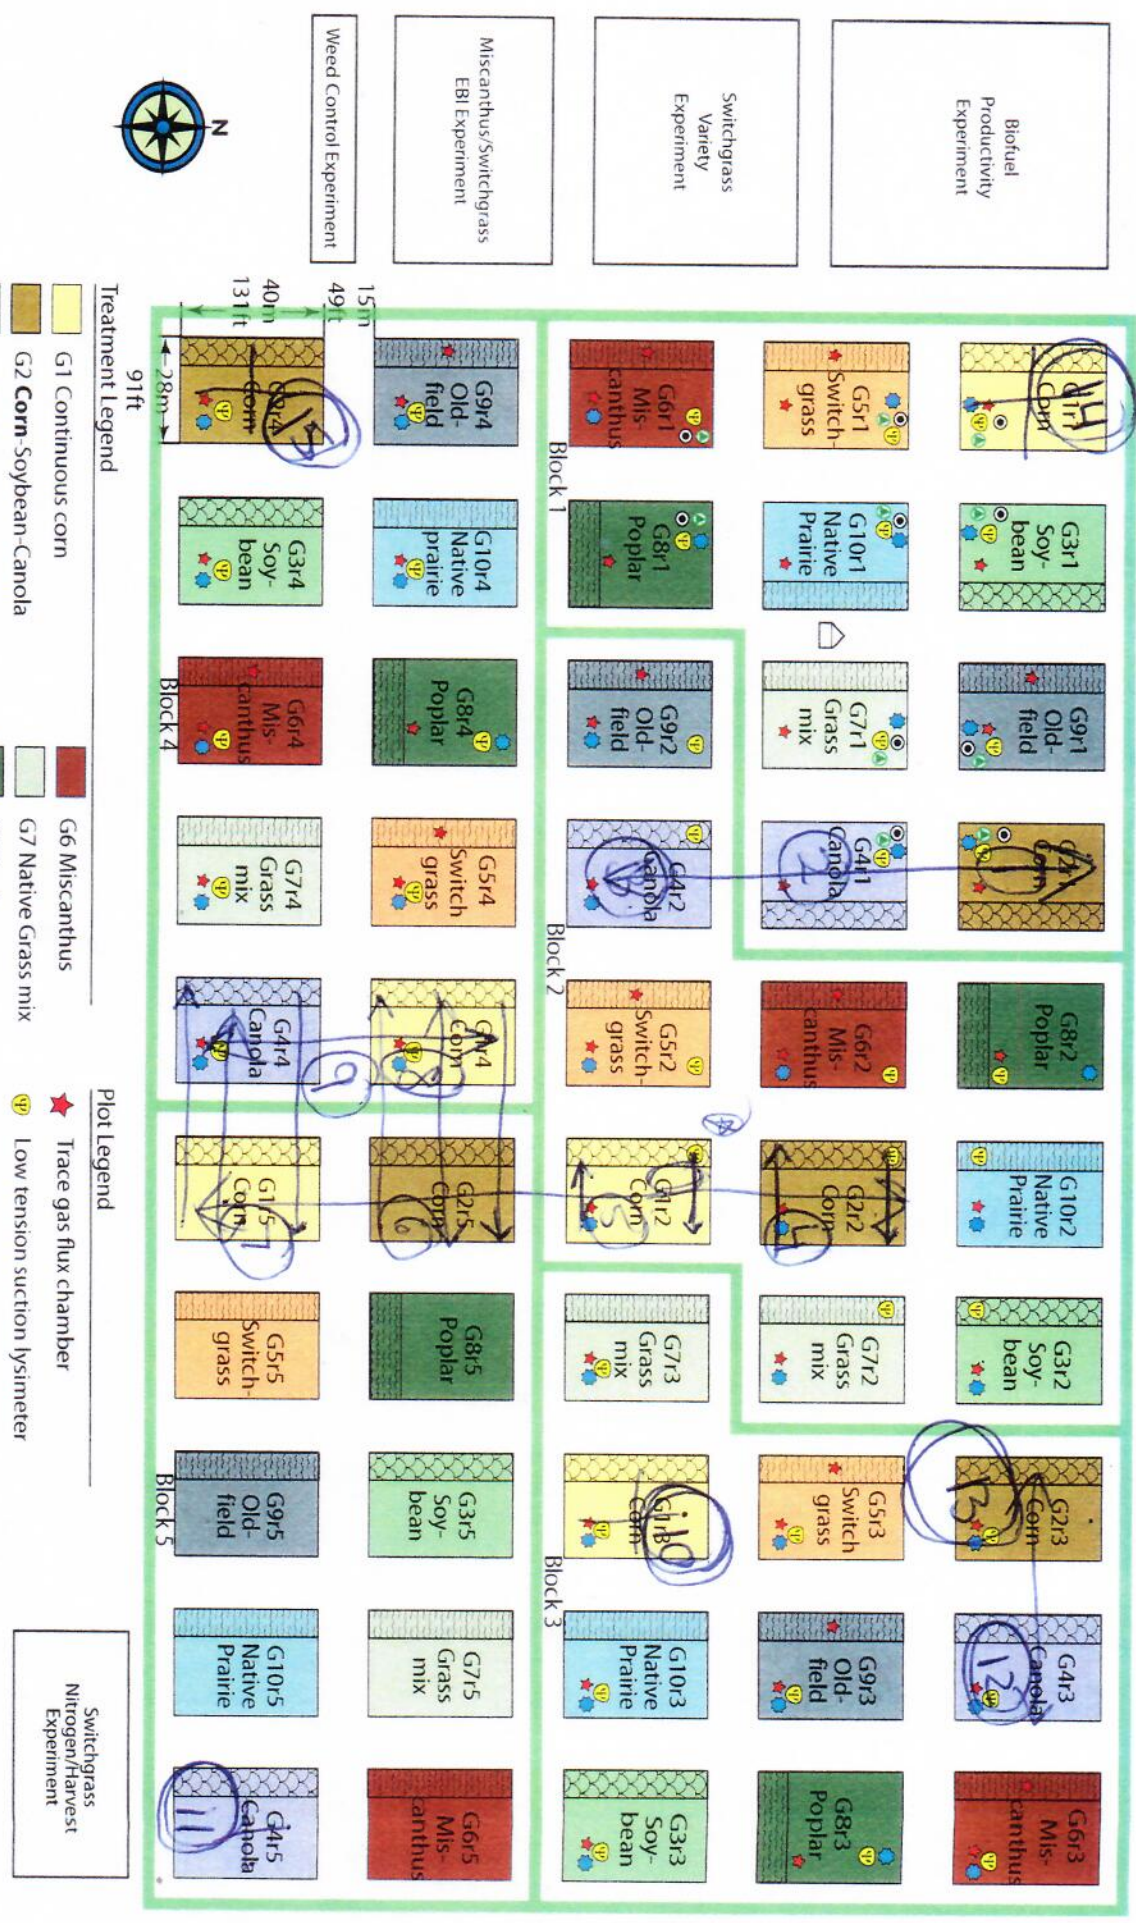 Biofuel
Productivity
Experiment
Switchgrass
Variety
Experiment
Miscanthus/Switchgrass
EBI Experiment
Weed Control Experiment
N
14
Corn
G3r1
Soy-
bean
G9r1
Old-
field
Corn
G8r2
Poplar
G10r2
Native
Prairie
G3r2
Soy-
bean
G2r3
Corn
13
G4r3
Canola
12
G6r3
Mis-
canthus
G5r1
Switch-
grass
G10r1
Native
Prairie
G7r1
Grass
mix
G4r1
Canola
2
G6r2
Mis-
canthus
G2r2
Corn
4
G7r2
Grass
mix
G5r3
Switch
grass
G9r3
Old-
field
G8r3
Poplar
G6r1
Mis-
canthus
G8r1
Poplar
G9r2
Old-
field
G4r2
Canola
G5r2
Switch-
grass
G1r2
Corn
5
G7r3
Grass
mix
G1r3
Corn
10
G10r3
Native
Prairie
G3r3
Soy-
bean
Block 1
Block 2
Block 3
15m
49ft
G9r4
Old-
field
G10r4
Native
prairie
G8r4
Poplar
G5r4
Switch
grass
Corn
8
G2r5
Corn
6
G8r5
Poplar
G3r5
Soy-
bean
G7r5
Grass
mix
G6r5
Mis-
canthus
40m
131ft
Corn
15
G3r4
Soy-
bean
G6r4
Mis-
canthus
G7r4
Grass
mix
G4r4
Canola
9
G1r5
Corn
7
G5r5
Switch-
grass
G9r5
Old-
field
G10r5
Native
Prairie
G4r5
Canola
11
28m
91ft
Block 4
Block 5
Treatment Legend
G1 Continuous corn
G2 Corn-Soybean-Canola
G6 Miscanthus
G7 Native Grass mix
Plot Legend
Trace gas flux chamber
Low tension suction lysimeter
Switchgrass
Nitrogen/Harvest
Experiment